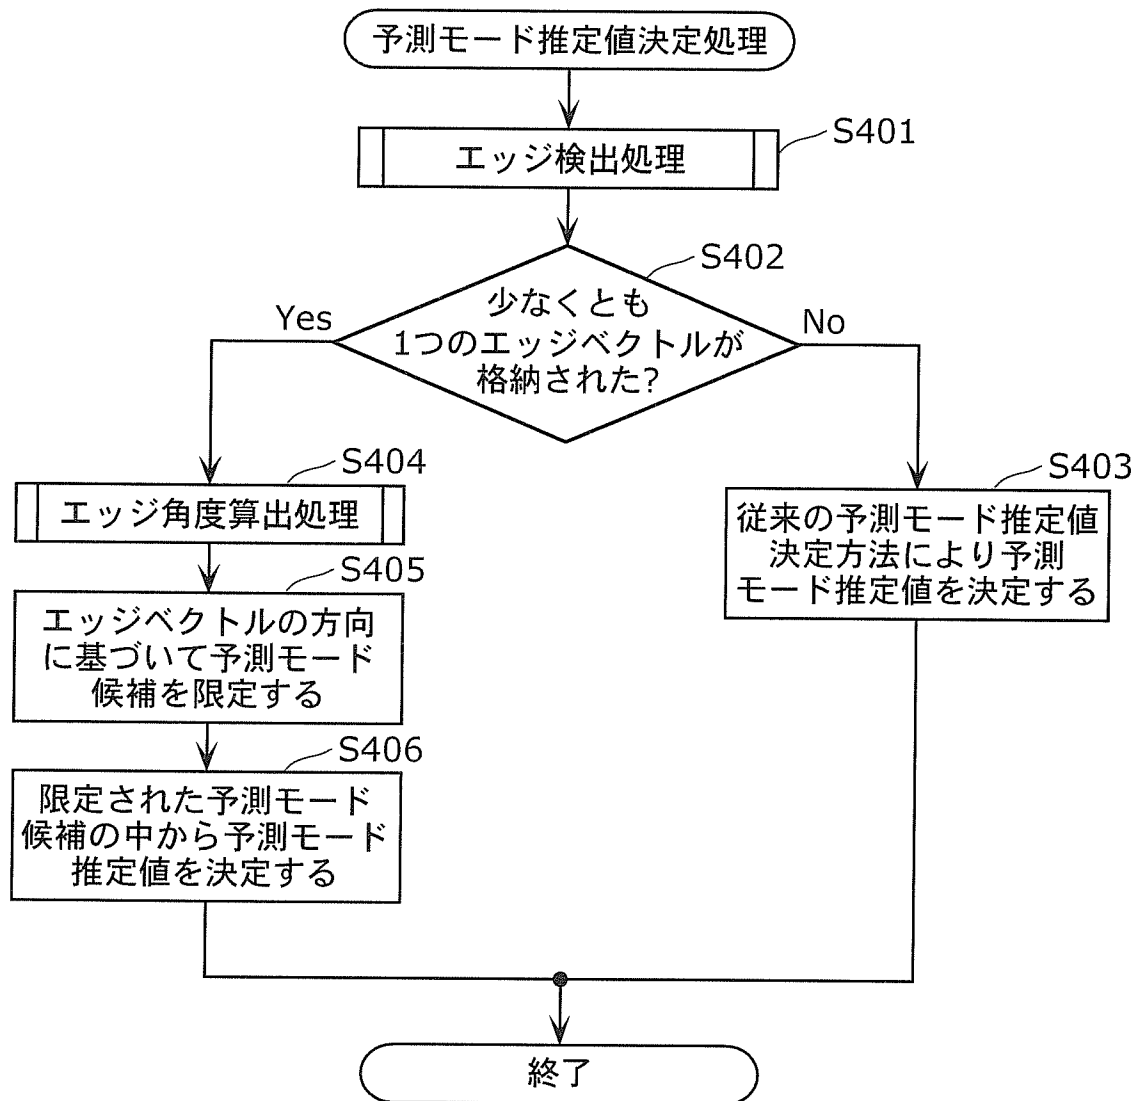 予測モード推定値決定処理
S401
エッジ検出処理
S402
少なくとも
1つのエッジベクトルが
格納された?
Yes
No
S404
エッジ角度算出処理
S403
従来の予測モード推定値
決定方法により予測
モード推定値を決定する
S405
エッジベクトルの方向
に基づいて予測モード
候補を限定する
S406
限定された予測モード
候補の中から予測モード
推定値を決定する
終了